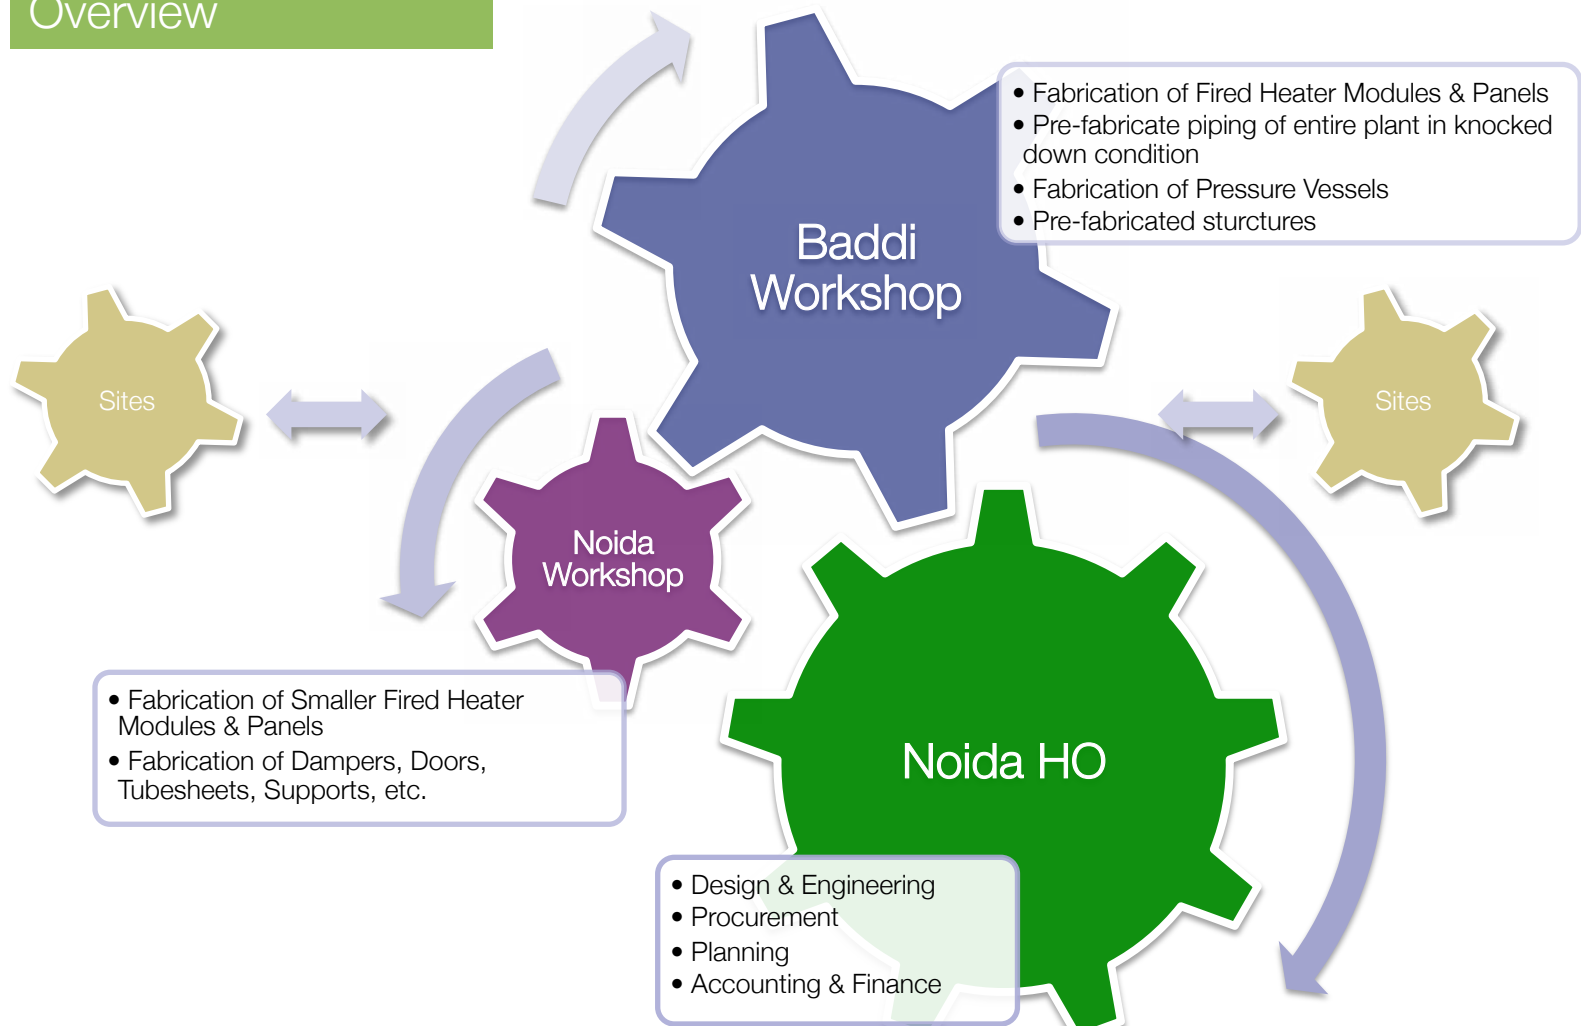 Overview
• Fabrication of Fired Heater Modules & Panels
• Pre-fabricate piping of entire plant in knocked
down condition
• Fabrication of Pressure Vessels
• Pre-fabricated sturctures
Baddi
Workshop
Sites
Sites
Noida
Workshop
• Fabrication of Smaller Fired Heater
Modules & Panels
• Fabrication of Dampers, Doors,
Tubesheets, Supports, etc.
Noida HO
• Design & Engineering
• Procurement
• Planning
• Accounting & Finance